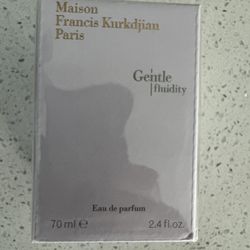 Maison
Francis Kurkdjian
Paris
Gentle
fluidity
Eau de parfum
70 ml ℮ 2.4 fl.oz.